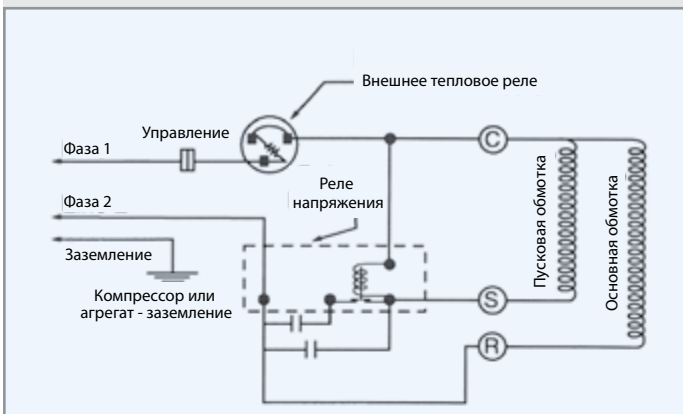 Внешнее тепловое реле
Управление
Фаза 1
C
Реле
напряжения
Фаза 2
Пусковая обмотка
Основная обмотка
Заземление
Компрессор или
агрегат - заземление
S
R